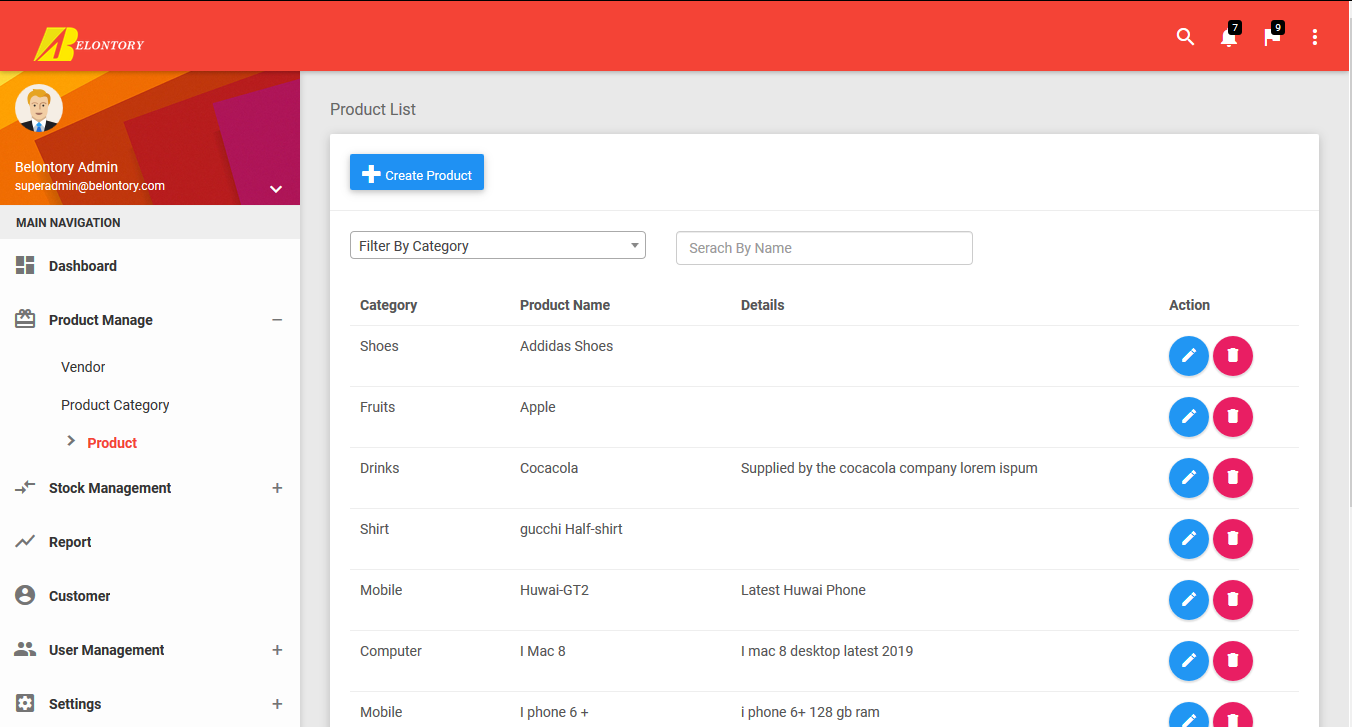 BELONTORY
7
9
Belontory Admin
superadmin@belontory.com
MAIN NAVIGATION
Dashboard
Product Manage
Vendor
Product Category
Product
Stock Management
Report
Customer
User Management
Settings
Product List
Create Product
Filter By Category
Serach By Name
Category Product Name Details Action
Shoes Addidas Shoes
Fruits Apple
Drinks Cocacola Supplied by the cocacola company lorem ispum
Shirt gucchi Half-shirt
Mobile Huwai-GT2 Latest Huwai Phone
Computer I Mac 8 I mac 8 desktop latest 2019
Mobile I phone 6 + i phone 6+ 128 gb ram